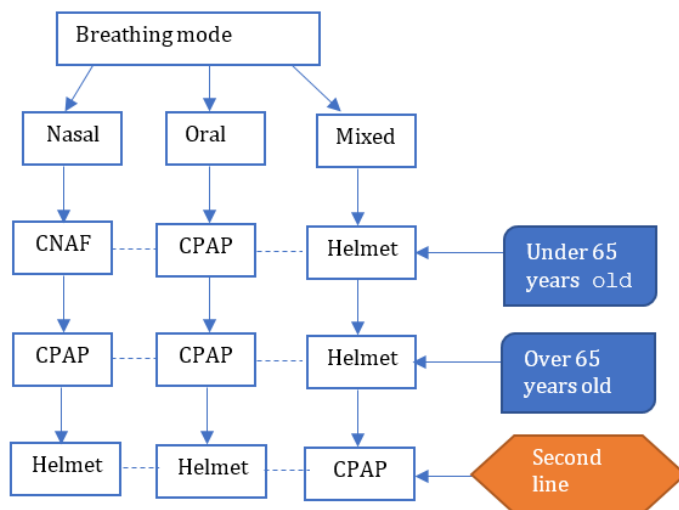 Breathing mode
Nasal
Oral
Mixed
CNAF
CPAP
Helmet
Under 65
years old
CPAP
CPAP
Helmet
Over 65
years old
Helmet
Helmet
CPAP
Second
line